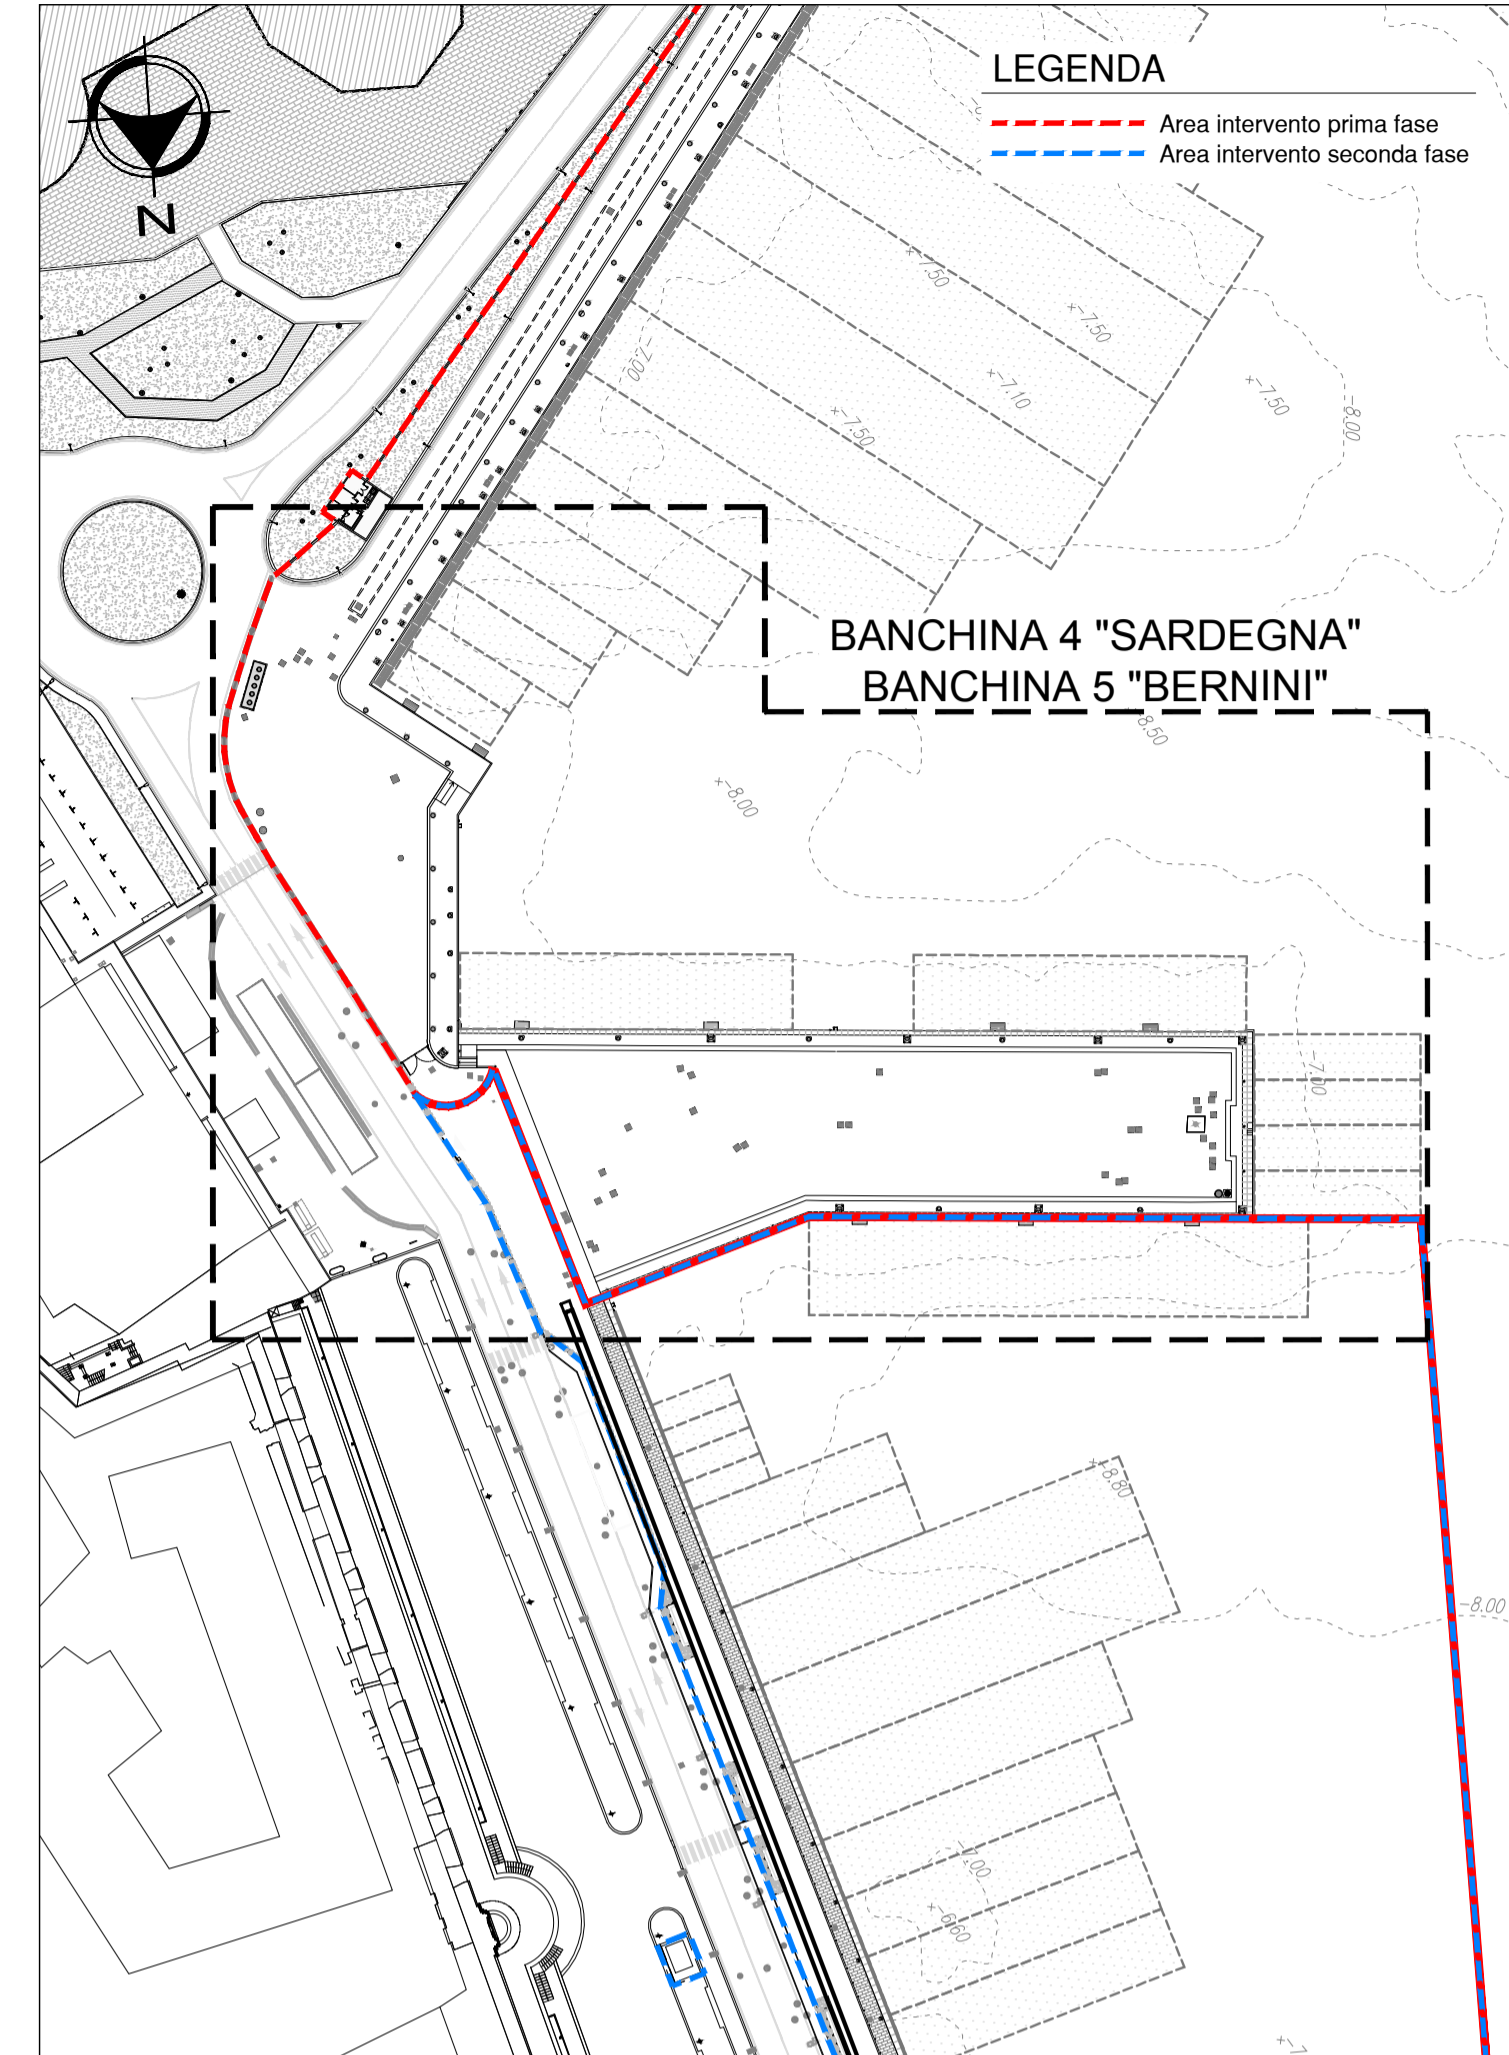 LEGENDA
Area intervento prima fase
Area intervento seconda fase
N
-7.50
-7.50
-7.00
-7.10
-7.50
-8.00
-7.50
BANCHINA 4 "SARDEGNA"
BANCHINA 5 "BERNINI"
-8.50
-8.00
-7.00
-8.80
-8.00
-7.00
-6.60